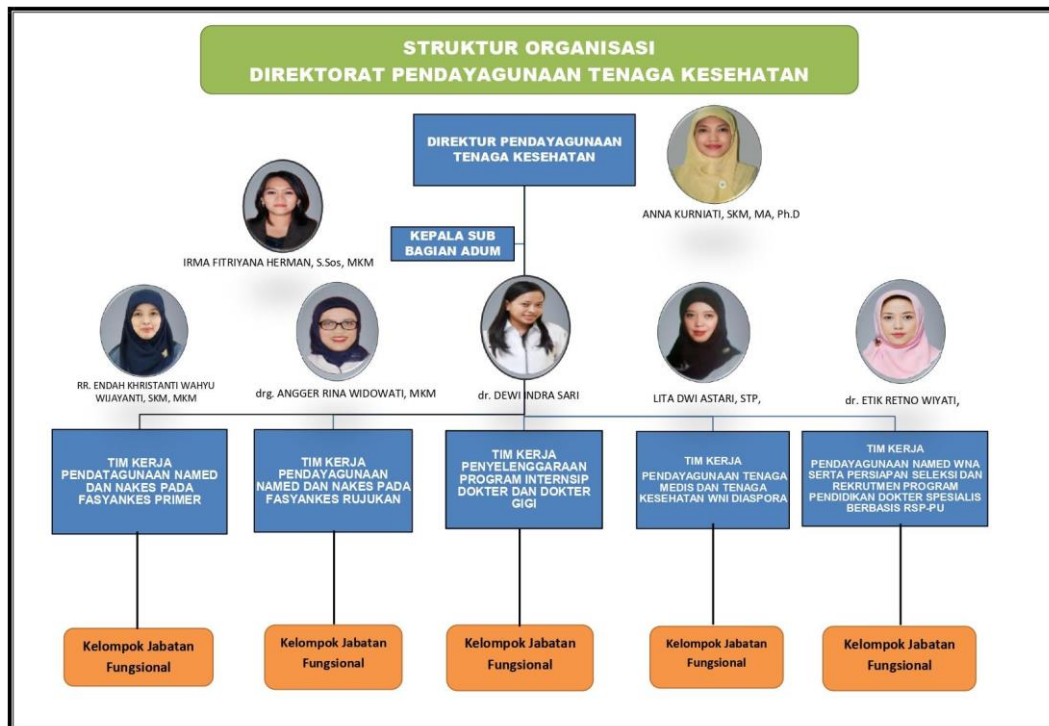 STRUKTUR ORGANISASI
DIREKTORAT PENDAYAGUNAAN TENAGA KESEHATAN
DIREKTUR PENDAYAGUNAAN
TENAGA KESEHATAN
ANNA KURNIATI, SKM, MA, Ph.D
KEPALA SUB
BAGIAN ADUM
IRMA FITRIYANA HERMAN, S.Sos, MKM
RR. ENDAH KHRISTANTI WAHYU
WIJAYANTI, SKM, MKM
drg. ANGGER RINA WIDOWATI, MKM
dr. DEWI INDRA SARI
LITA DWI ASTARI, STP,
dr. ETIK RETNO WIYATI,
TIM KERJA
PENDATAGUNAAN NAMED
DAN NAKES PADA
FASYANKES PRIMER
TIM KERJA
PENDAYAGUNAAN
NAMED DAN NAKES PADA
FASYANKES RUJUKAN
TIM KERJA
PENYELENGGARAAN
PROGRAM INTERNSIP
DOKTER DAN DOKTER
GIGI
TIM KERJA
PENDAYAGUNAAN TENAGA
MEDIS DAN TENAGA
KESEHATAN WNI DIASPORA
TIM KERJA
PENDAYAGUNAAN NAMED WNA
SERTA PERSIAPAN SELEKSI DAN
REKRUTMEN PROGRAM
PENDIDIKAN DOKTER SPESIALIS
BERBASIS RSP-PU
Kelompok Jabatan
Fungsional
Kelompok Jabatan
Fungsional
Kelompok Jabatan
Fungsional
Kelompok Jabatan
Fungsional
Kelompok Jabatan
Fungsional